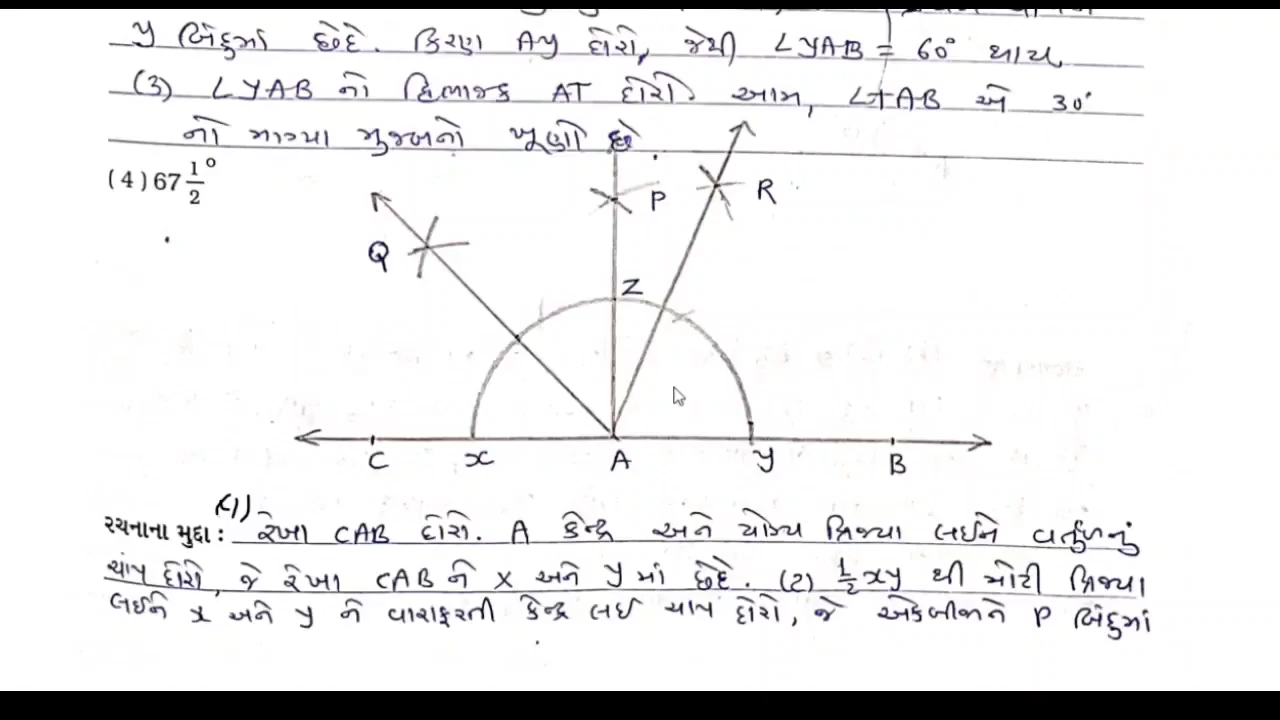 y બિંદુમાં છેદે. કિરણ Ay દોરો, જેથી ∠YAB = 60° થાય
(3) ∠YAB નો દ્વિભાજક AT દોરો. આમ, ∠TAB એ 30°
નો માગ્યા મુજબનો ખૂણો છે.
(4) 67 1/2°
P
R
Q
Z
C x A y B
રચનાના મુદ્દા : (1) રેખા CAB દોરો. A કેન્દ્ર અને યોગ્ય ત્રિજ્યા લઈને વર્તુળનું
ચાપ દોરો, જે રેખા CAB ને X અને Y માં છેદે. (2) 1/2 xy થી મોટી ત્રિજ્યા
લઈને x અને y ને વારાફરતી કેન્દ્ર લઈ ચાપ દોરો, જે એકબીજાને P બિંદુમાં